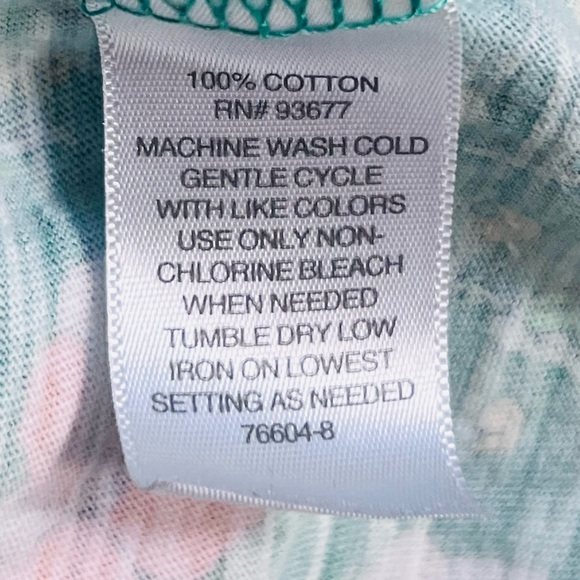 100% COTTON
RN# 93677
MACHINE WASH COLD
GENTLE CYCLE
WITH LIKE COLORS
USE ONLY NON-
CHLORINE BLEACH
WHEN NEEDED
TUMBLE DRY LOW
IRON ON LOWEST
SETTING AS NEEDED
76604-8